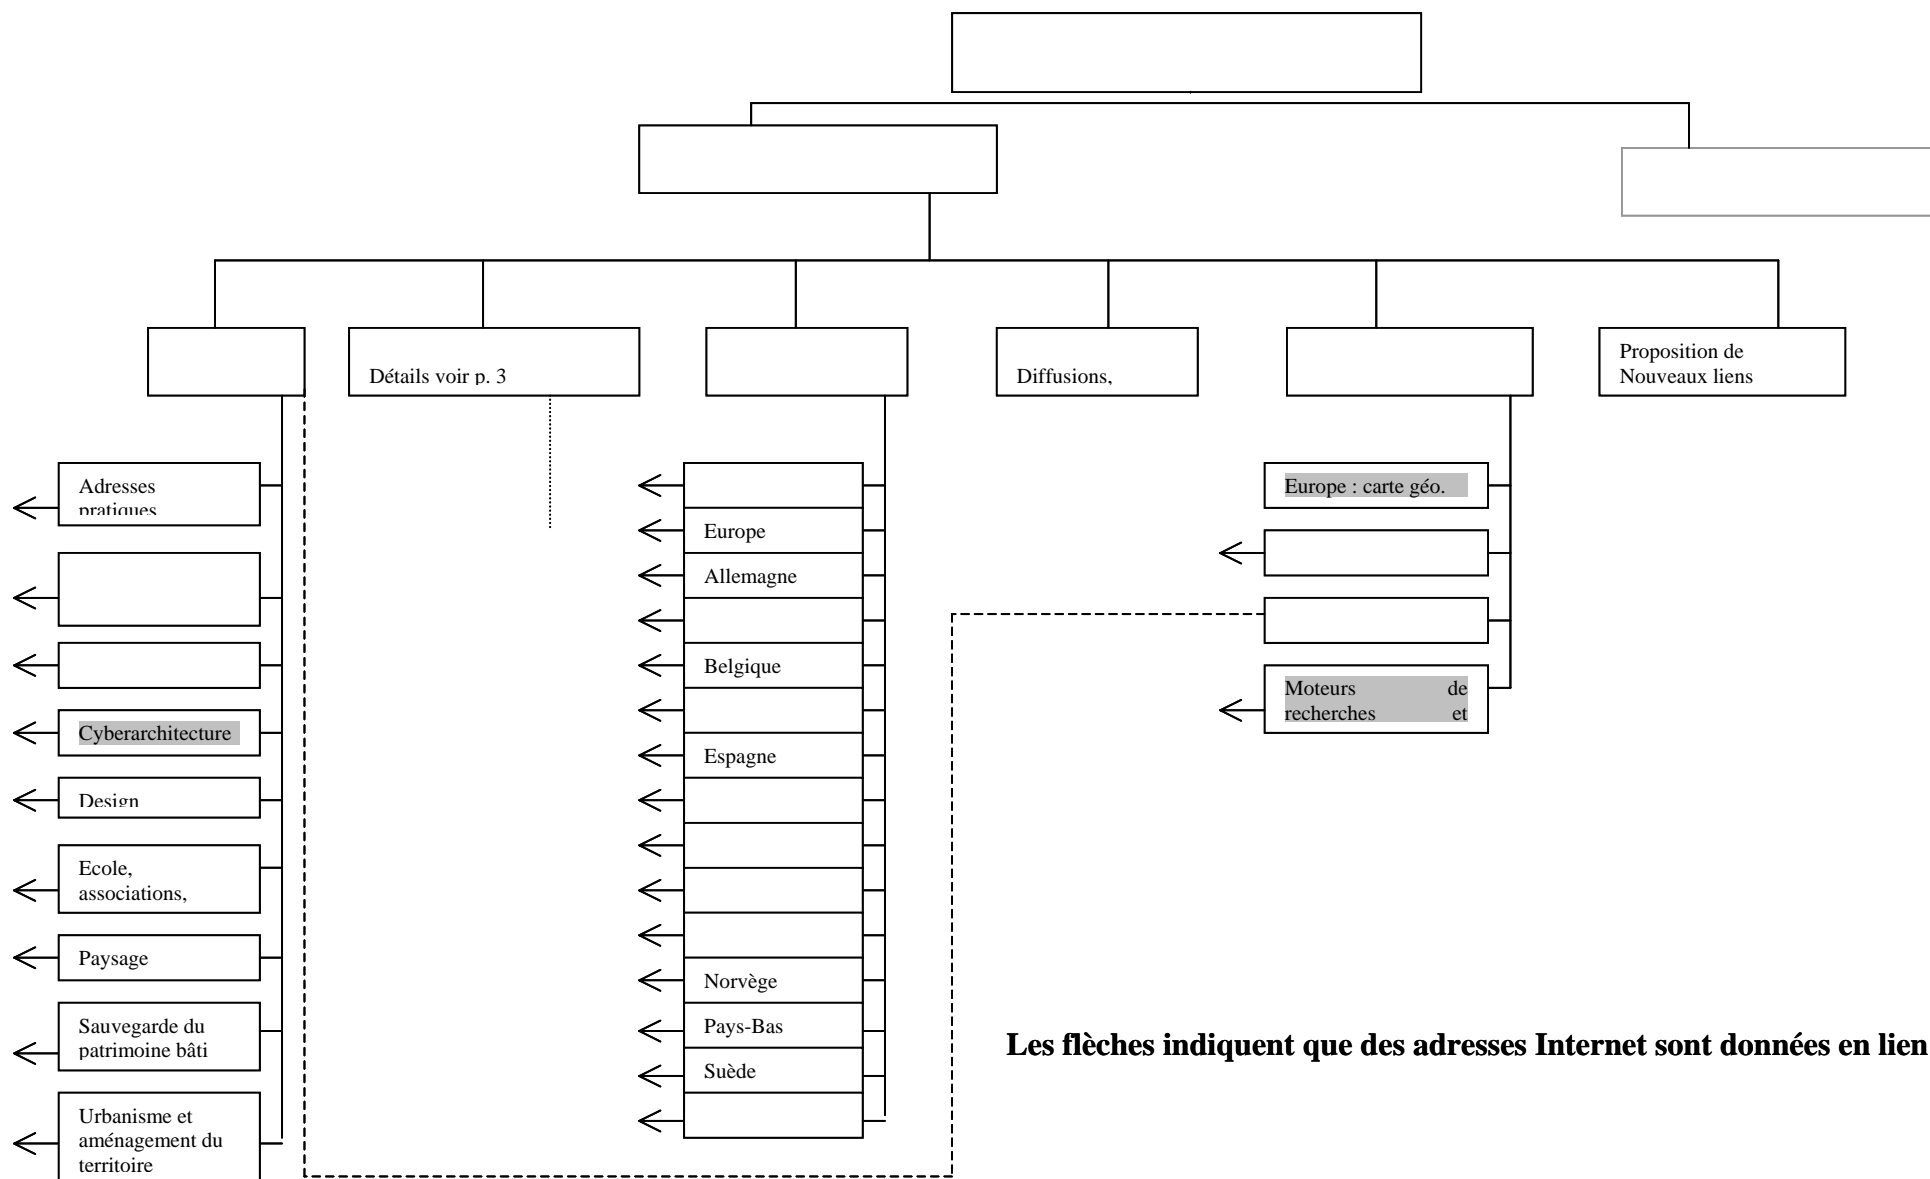 Détails voir p. 3
Diffusions,
Proposition de
Nouveaux liens
Adresses
pratiques
Cyberarchitecture
Design
Ecole,
associations,
Paysage
Sauvegarde du
patrimoine bâti
Urbanisme et
aménagement du
territoire
Europe
Allemagne
Belgique
Espagne
Norvège
Pays-Bas
Suède
Europe : carte géo.
Moteurs de
recherches et
Les flèches indiquent que des adresses Internet sont données en lien